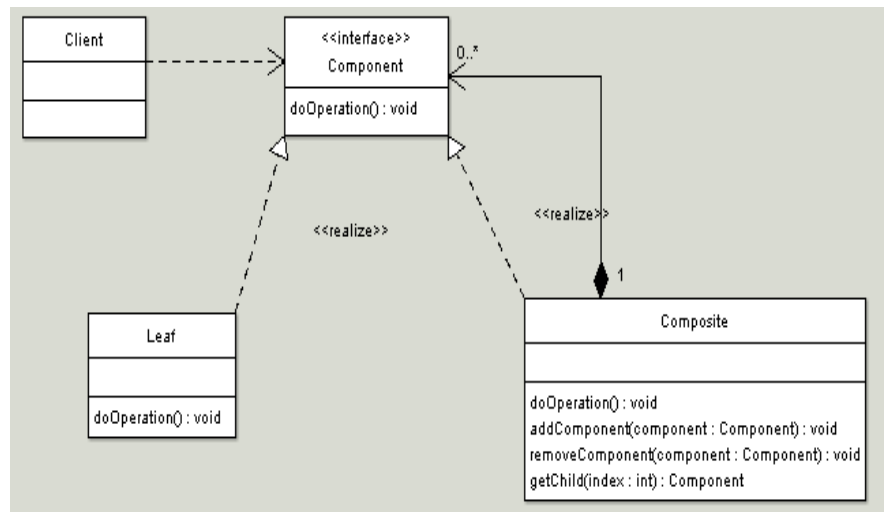 Client
<<interface>>
Component
doOperation() : void
0..*
<<realize>>
<<realize>>
1
Leaf
doOperation() : void
Composite
doOperation() : void
addComponent(component : Component) : void
removeComponent(component : Component) : void
getChild(index : int) : Component